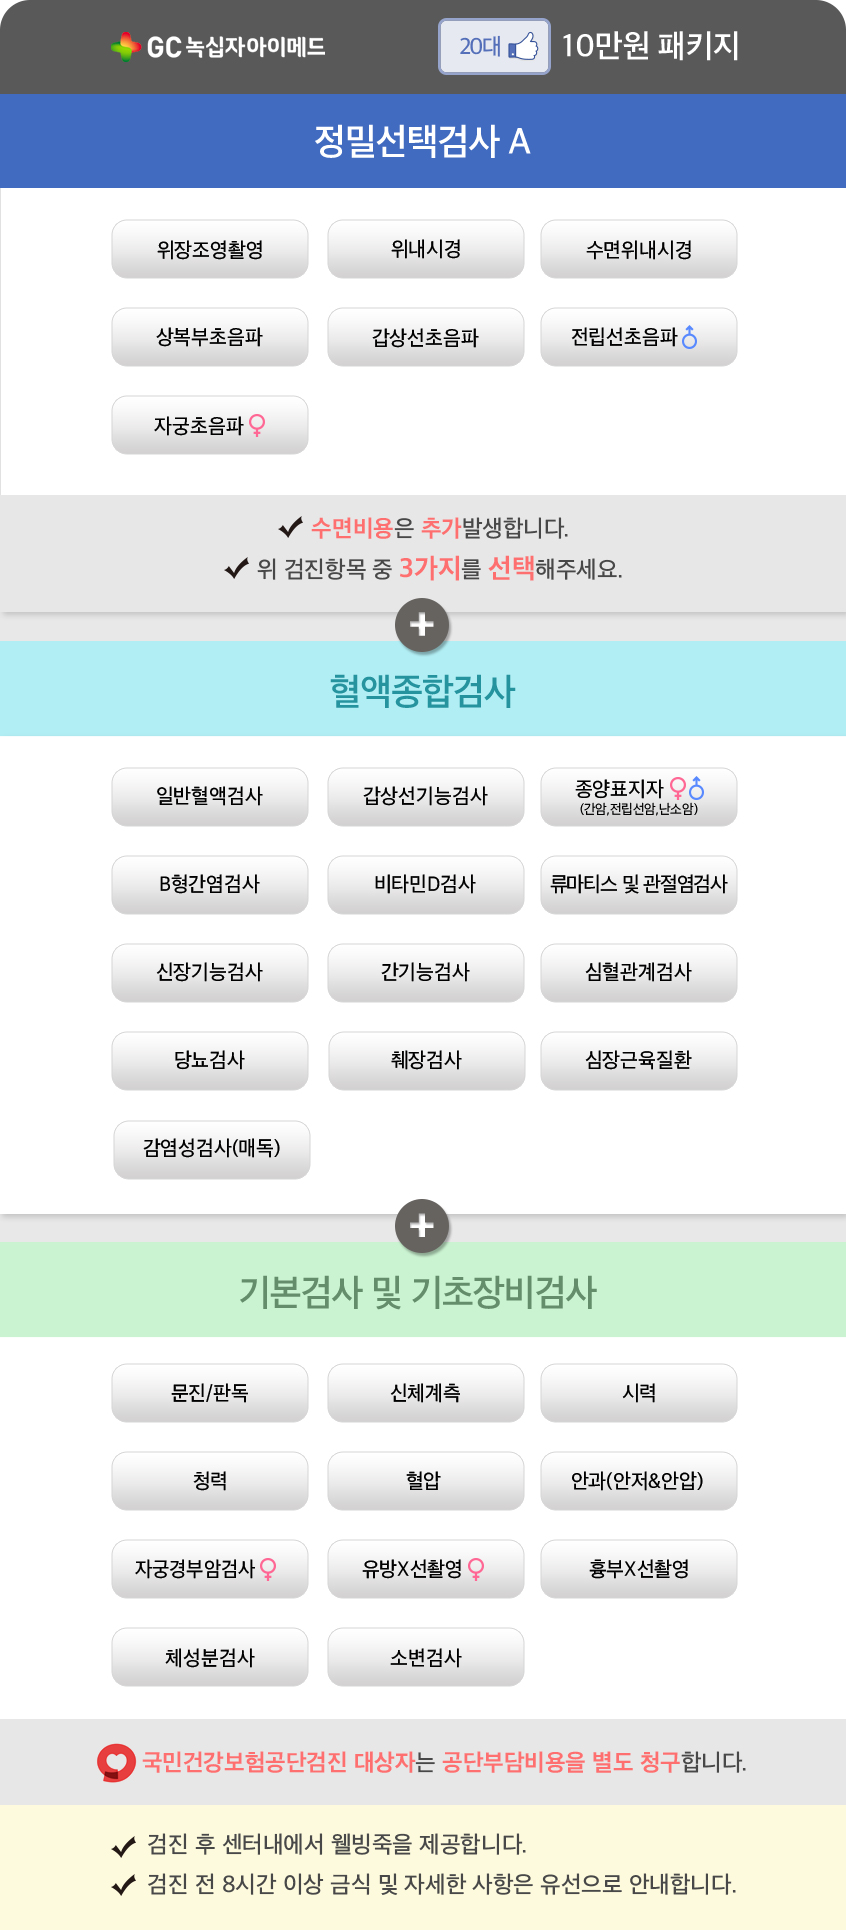 GC 녹십자아이메드
20대 10만원 패키지
정밀선택검사 A
위장조영촬영 위내시경 수면위내시경
상복부초음파 갑상선초음파 전립선초음파♂
자궁초음파♀
✔ 수면비용은 추가발생합니다.
✔ 위 검진항목 중 3가지를 선택해주세요.
+
혈액종합검사
일반혈액검사 갑상선기능검사 종양표지자♀♂
(간암,전립선암,난소암)
B형간염검사 비타민D검사 류마티스 및 관절염검사
신장기능검사 간기능검사 심혈관계검사
당뇨검사 췌장검사 심장근육질환
감염성검사(매독)
+
기본검사 및 기초장비검사
문진/판독 신체계측 시력
청력 혈압 안과(안저&안압)
자궁경부암검사♀ 유방X선촬영♀ 흉부X선촬영
체성분검사 소변검사
국민건강보험공단검진 대상자는 공단부담비용을 별도 청구합니다.
✔ 검진 후 센터내에서 웰빙죽을 제공합니다.
✔ 검진 전 8시간 이상 금식 및 자세한 사항은 유선으로 안내합니다.